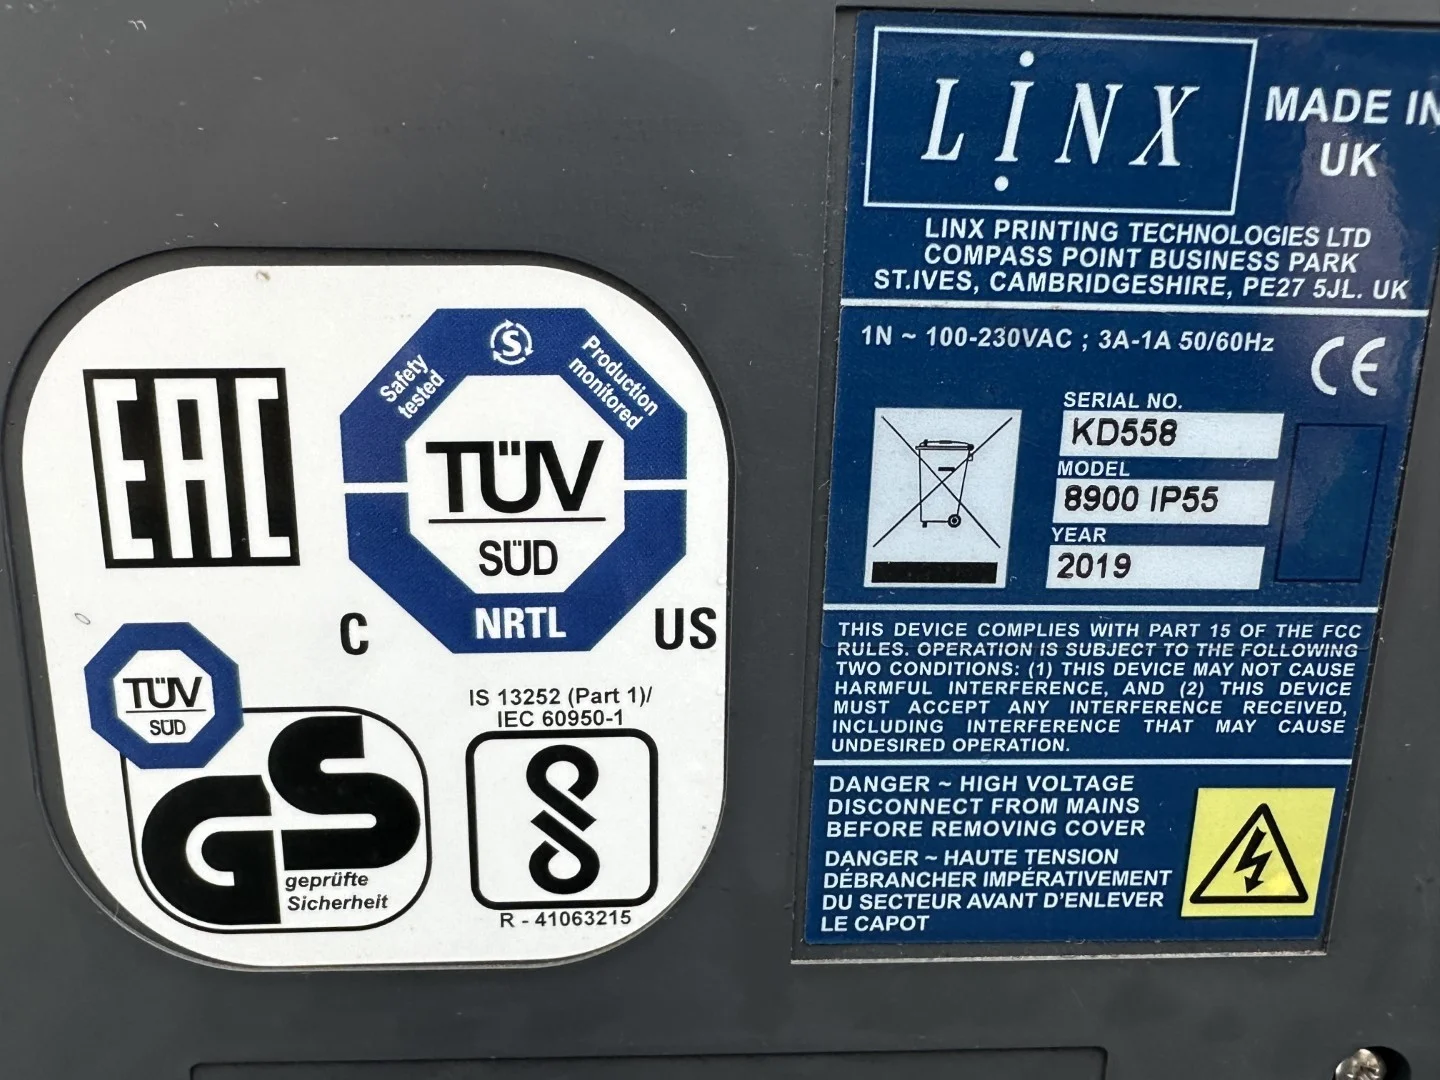 EAC
Safety
tested
S
Production
monitored
TÜV
SÜD
NRTL
C
US
TÜV
SÜD
GS
geprüfte
Sicherheit
IS 13252 (Part 1)/
IEC 60950-1
R - 41063215
LINX
MADE IN
UK
LINX PRINTING TECHNOLOGIES LTD
COMPASS POINT BUSINESS PARK
ST.IVES, CAMBRIDGESHIRE, PE27 5JL. UK
1N ~ 100-230VAC ; 3A-1A 50/60Hz
CE
SERIAL NO.
KD558
MODEL
8900 IP55
YEAR
2019
THIS DEVICE COMPLIES WITH PART 15 OF THE FCC
RULES. OPERATION IS SUBJECT TO THE FOLLOWING
TWO CONDITIONS: (1) THIS DEVICE MAY NOT CAUSE
HARMFUL INTERFERENCE, AND (2) THIS DEVICE
MUST ACCEPT ANY INTERFERENCE RECEIVED,
INCLUDING INTERFERENCE THAT MAY CAUSE
UNDESIRED OPERATION.
DANGER ~ HIGH VOLTAGE
DISCONNECT FROM MAINS
BEFORE REMOVING COVER
DANGER ~ HAUTE TENSION
DÉBRANCHER IMPÉRATIVEMENT
DU SECTEUR AVANT D'ENLEVER
LE CAPOT